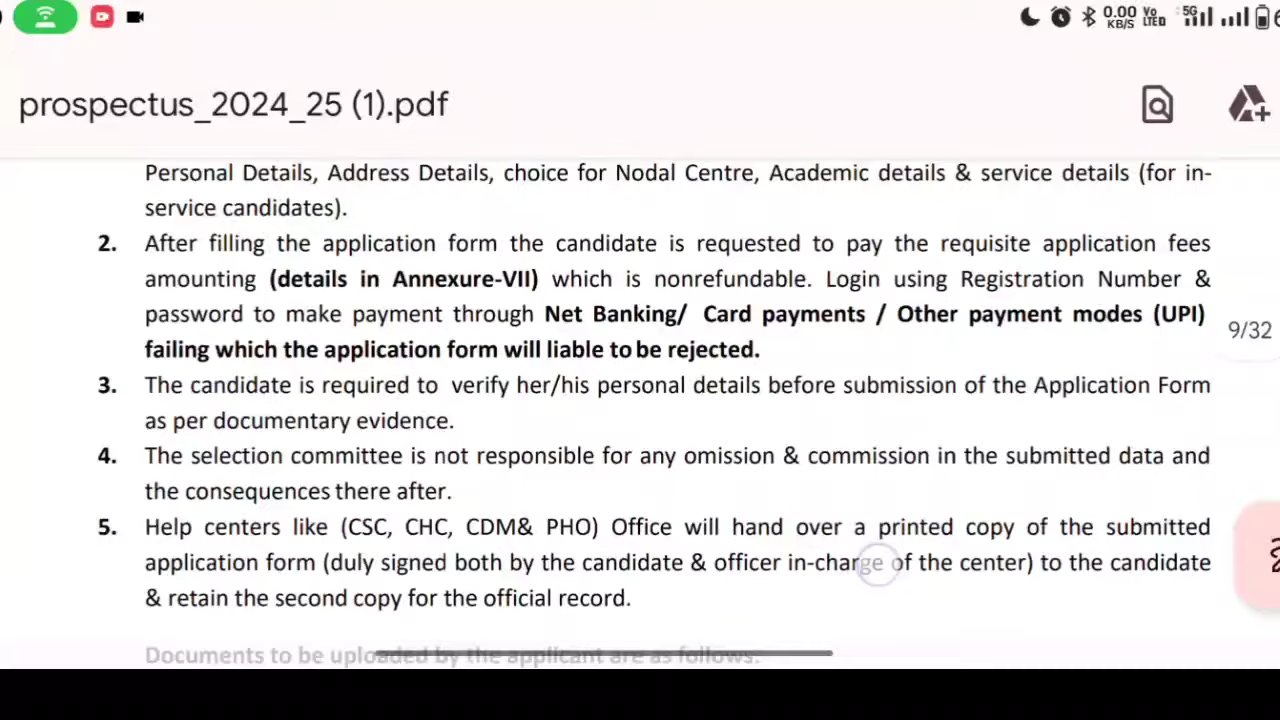 0.00 KB/S Vo LTED 5G 6
prospectus_2024_25 (1).pdf
Personal Details, Address Details, choice for Nodal Centre, Academic details & service details (for in-
service candidates).
2. After filling the application form the candidate is requested to pay the requisite application fees
amounting (details in Annexure-VII) which is nonrefundable. Login using Registration Number &
password to make payment through Net Banking/ Card payments / Other payment modes (UPI)
9/32
failing which the application form will liable to be rejected.
3. The candidate is required to verify her/his personal details before submission of the Application Form
as per documentary evidence.
4. The selection committee is not responsible for any omission & commission in the submitted data and
the consequences there after.
5. Help centers like (CSC, CHC, CDM& PHO) Office will hand over a printed copy of the submitted
application form (duly signed both by the candidate & officer in-charge of the center) to the candidate
& retain the second copy for the official record.
Documents to be uploaded by the applicant are as follows: